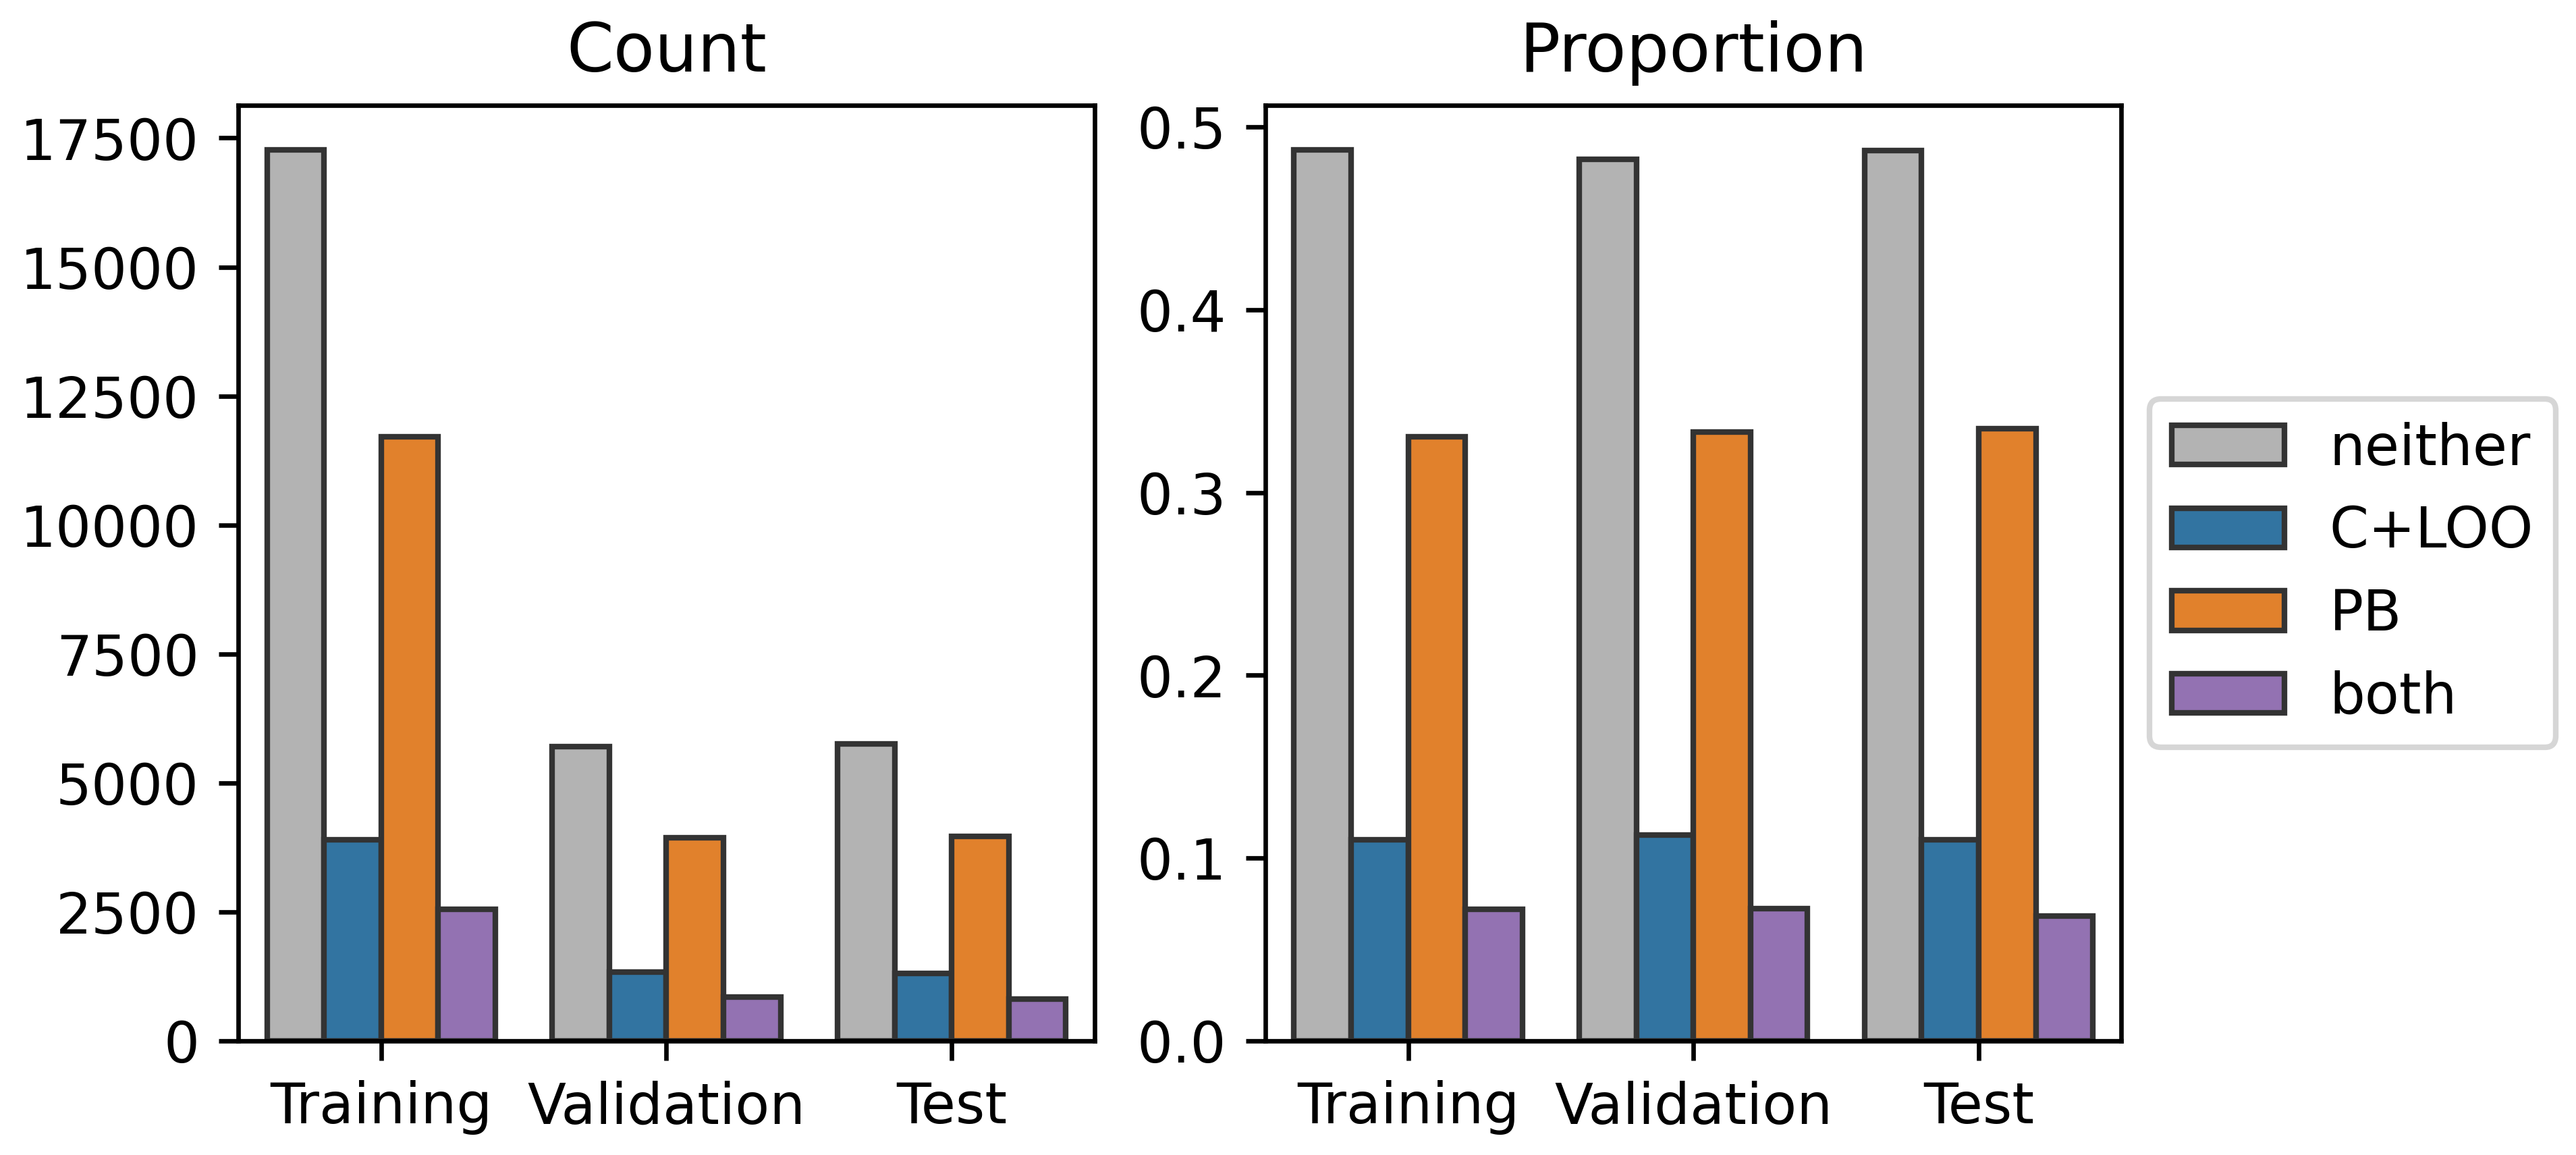 Count
17500
15000
12500
10000
7500
5000
2500
0
Training Validation Test
Proportion
0.5
0.4
0.3
0.2
0.1
0.0
Training Validation Test
neither
C+LOO
PB
both